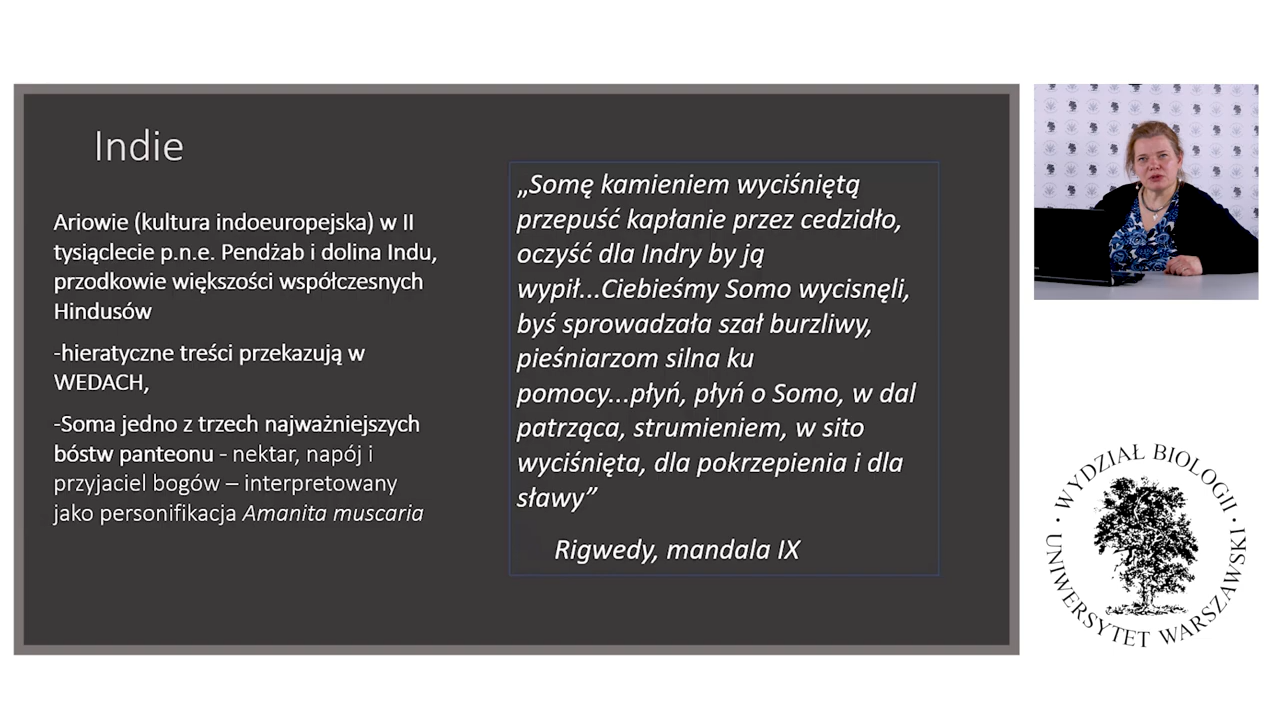 Indie
Ariowie (kultura indoeuropejska) w II
tysiąclecie p.n.e. Pendżab i dolina Indu,
przodkowie większości współczesnych
Hindusów
-hieratyczne treści przekazują w
WEDACH,
-Soma jedno z trzech najważniejszych
bóstw panteonu - nektar, napój i
przyjaciel bogów – interpretowany
jako personifikacja Amanita muscaria
„Somę kamieniem wyciśniętą
przepuść kapłanie przez cedzidło,
oczyść dla Indry by ją
wypił...Ciebieśmy Somo wycisnęli,
byś sprowadzała szał burzliwy,
pieśniarzom silna ku
pomocy...płyń, płyń o Somo, w dal
patrząca, strumieniem, w sito
wyciśnięta, dla pokrzepienia i dla
sławy”
Rigwedy, mandala IX
• WYDZIAŁ BIOLOGII •
UNIWERSYTET WARSZAWSKI